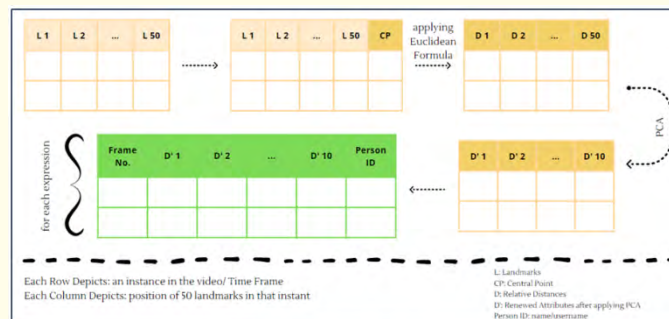 L 1 L 2 ... L 50
L 1 L 2 ... L 50 CP
applying
Euclidean
Formula
D 1 D 2 ... D 50
PCA
for each expression
Frame
No. D' 1 D' 2 ... D' 10 Person
ID
D' 1 D' 2 ... D' 10
Each Row Depicts: an instance in the video/ Time Frame
Each Column Depicts: position of 50 landmarks in that instant
L: Landmarks
CP: Central Point
D: Relative Distances
D': Renewed Attributes after applying PCA
Person ID: name/username